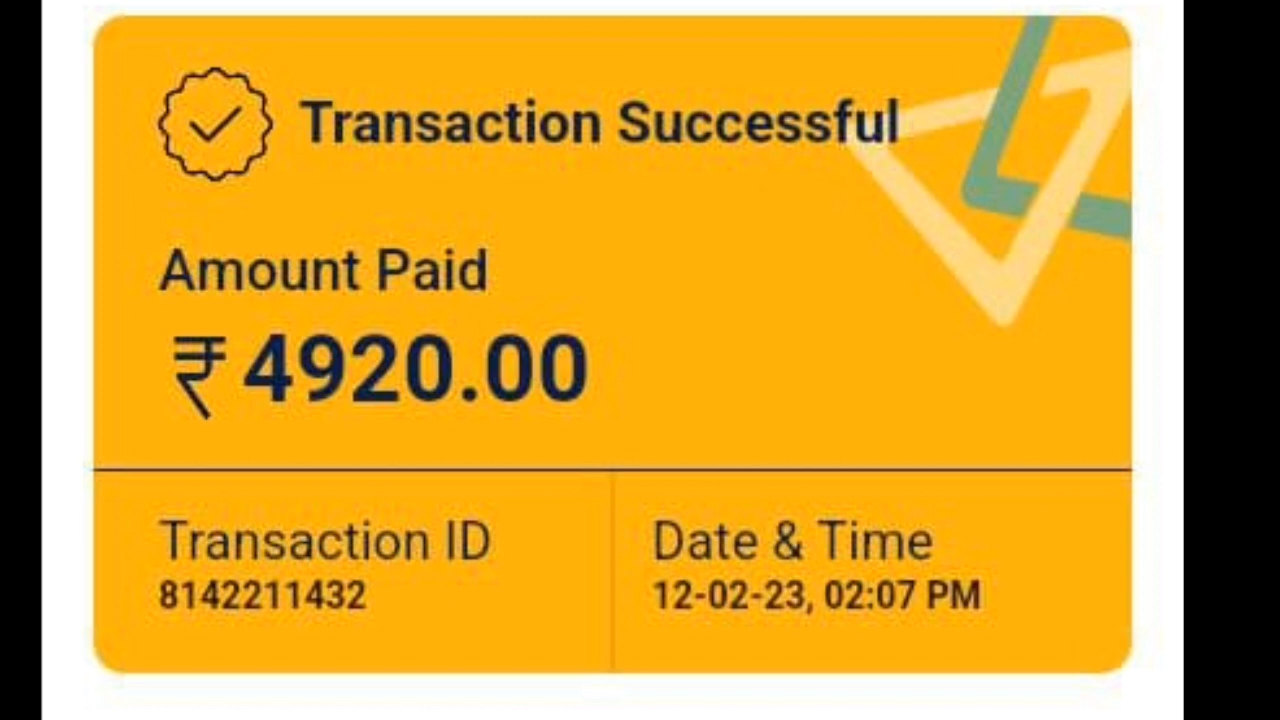 Transaction Successful
Amount Paid
₹4920.00
Transaction ID
8142211432
Date & Time
12-02-23, 02:07 PM